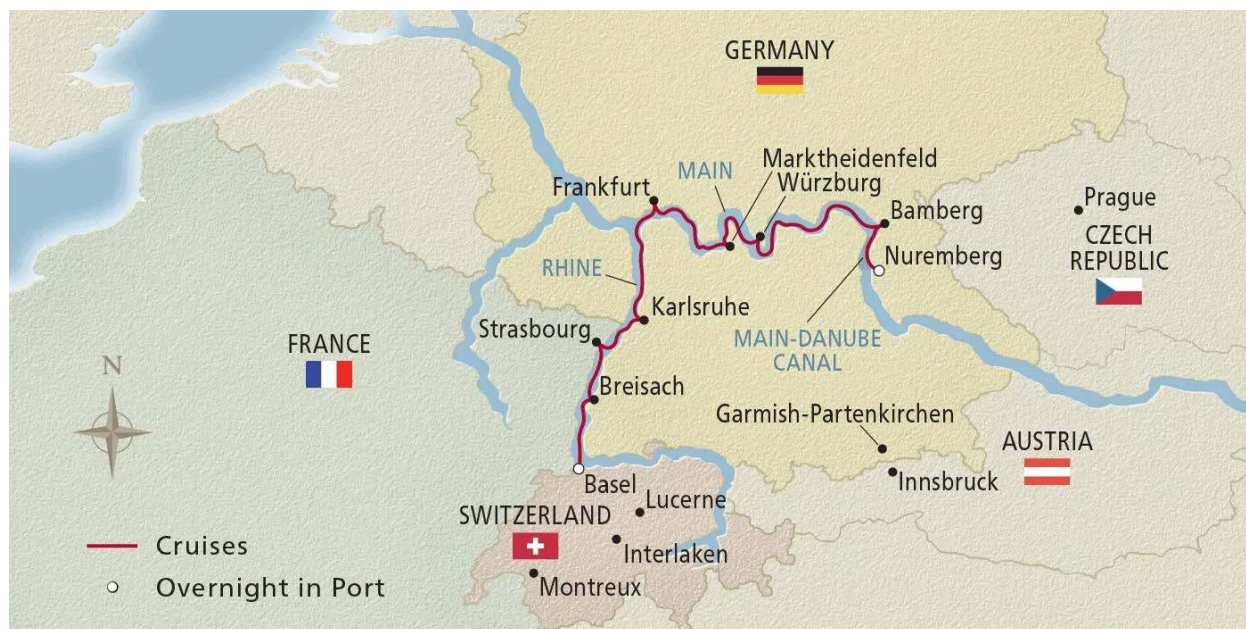 GERMANY
Marktheidenfeld
MAIN
Würzburg
Frankfurt
Prague
Bamberg
CZECH
REPUBLIC
Nuremberg
RHINE
Karlsruhe
Strasbourg
MAIN-DANUBE
CANAL
FRANCE
N
Breisach
Garmish-Partenkirchen
AUSTRIA
Innsbruck
Basel
Lucerne
SWITZERLAND
Interlaken
Montreux
Cruises
Overnight in Port